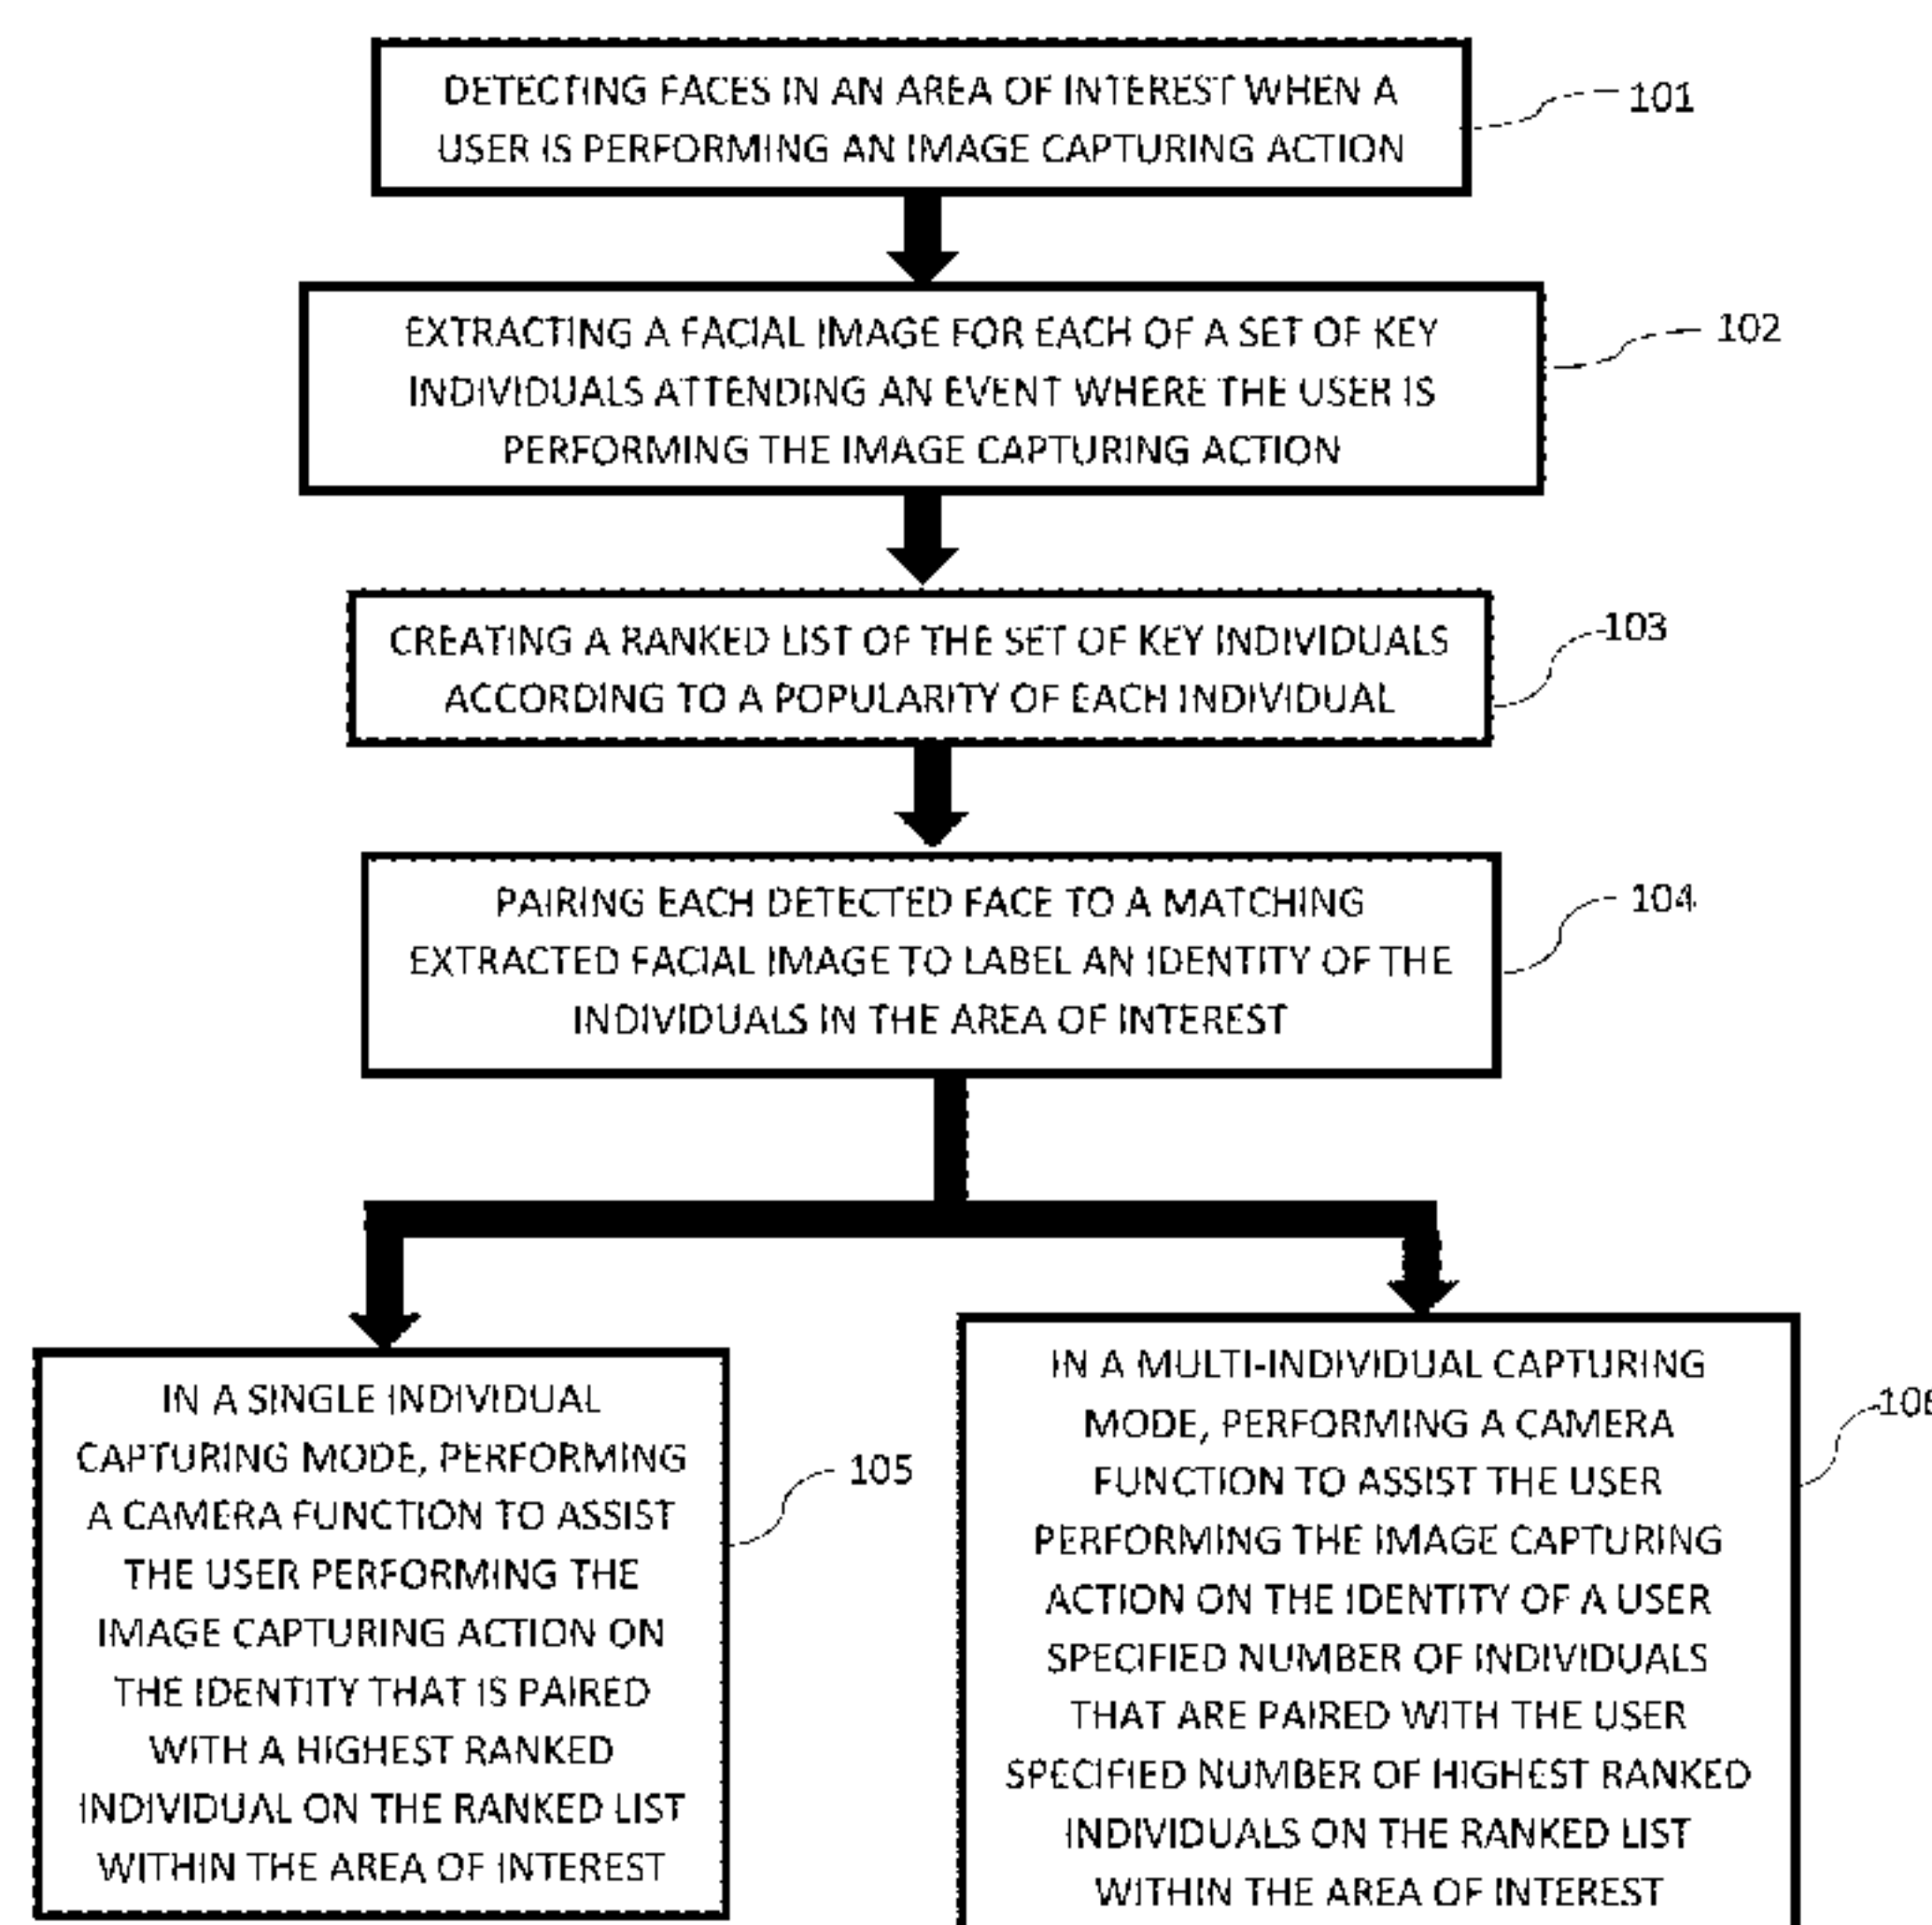 DETECTING FACES IN AN AREA OF INTEREST WHEN A
USER IS PERFORMING AN IMAGE CAPTURING ACTION
101
EXTRACTING A FACIAL IMAGE FOR EACH OF A SET OF KEY
INDIVIDUALS ATTENDING AN EVENT WHERE THE USER IS
PERFORMING THE IMAGE CAPTURING ACTION
102
CREATING A RANKED LIST OF THE SET OF KEY INDIVIDUALS
ACCORDING TO A POPULARITY OF EACH INDIVIDUAL
103
PAIRING EACH DETECTED FACE TO A MATCHING
EXTRACTED FACIAL IMAGE TO LABEL AN IDENTITY OF THE
INDIVIDUALS IN THE AREA OF INTEREST
104
IN A SINGLE INDIVIDUAL
CAPTURING MODE, PERFORMING
A CAMERA FUNCTION TO ASSIST
THE USER PERFORMING THE
IMAGE CAPTURING ACTION ON
THE IDENTITY THAT IS PAIRED
WITH A HIGHEST RANKED
INDIVIDUAL ON THE RANKED LIST
WITHIN THE AREA OF INTEREST
105
IN A MULTI-INDIVIDUAL CAPTURING
MODE, PERFORMING A CAMERA
FUNCTION TO ASSIST THE USER
PERFORMING THE IMAGE CAPTURING
ACTION ON THE IDENTITY OF A USER
SPECIFIED NUMBER OF INDIVIDUALS
THAT ARE PAIRED WITH THE USER
SPECIFIED NUMBER OF HIGHEST RANKED
INDIVIDUALS ON THE RANKED LIST
WITHIN THE AREA OF INTEREST